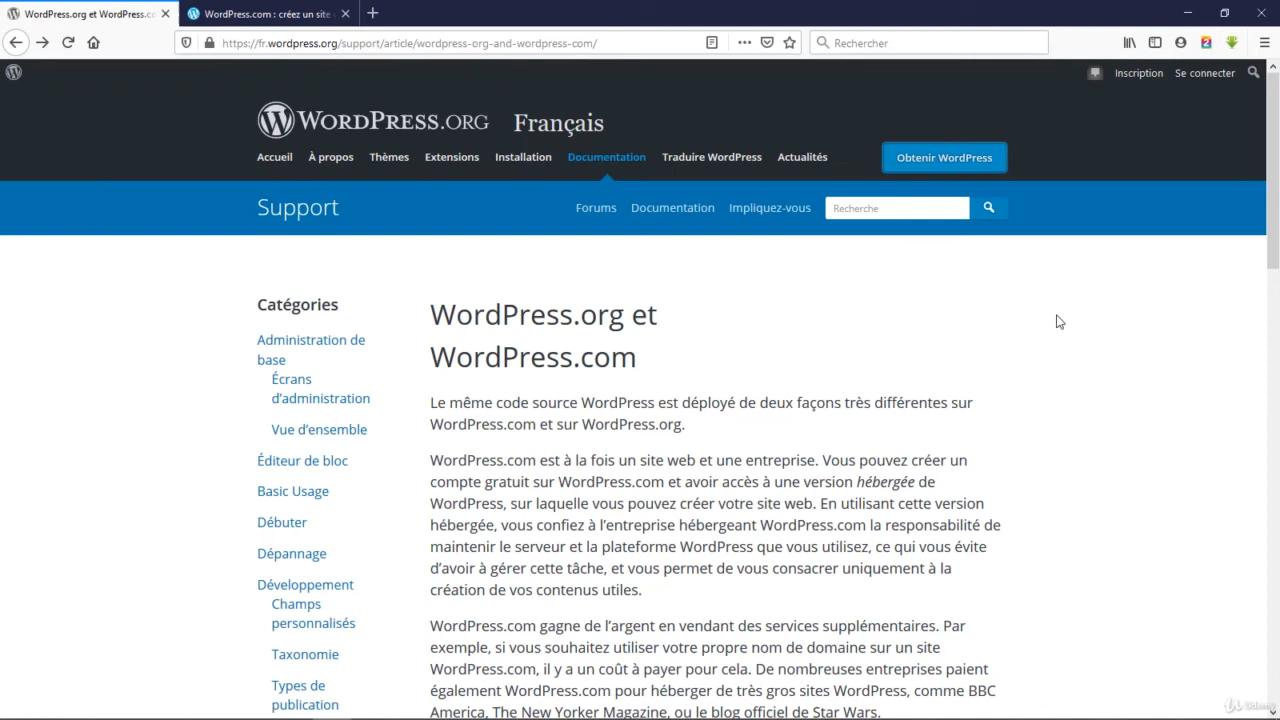 WordPress.org et WordPress.co
WordPress.com : créez un site
https://fr.wordpress.org/support/article/wordpress-org-and-wordpress-com/
Rechercher
Inscription
Se connecter
WORDPRESS.ORG
Français
Accueil
À propos
Thèmes
Extensions
Installation
Documentation
Traduire WordPress
Actualités
Obtenir WordPress
Support
Forums
Documentation
Impliquez-vous
Recherche
Catégories
Administration de
base
Écrans
d’administration
Vue d’ensemble
Éditeur de bloc
Basic Usage
Débuter
Dépannage
Développement
Champs
personnalisés
Taxonomie
Types de
publication
WordPress.org et
WordPress.com
Le même code source WordPress est déployé de deux façons très différentes sur
WordPress.com et sur WordPress.org.
WordPress.com est à la fois un site web et une entreprise. Vous pouvez créer un
compte gratuit sur WordPress.com et avoir accès à une version hébergée de
WordPress, sur laquelle vous pouvez créer votre site web. En utilisant cette version
hébergée, vous confiez à l’entreprise hébergeant WordPress.com la responsabilité de
maintenir le serveur et la plateforme WordPress que vous utilisez, ce qui vous évite
d’avoir à gérer cette tâche, et vous permet de vous consacrer uniquement à la
création de vos contenus utiles.
WordPress.com gagne de l’argent en vendant des services supplémentaires. Par
exemple, si vous souhaitez utiliser votre propre nom de domaine sur un site
WordPress.com, il y a un coût à payer pour cela. De nombreuses entreprises paient
également WordPress.com pour héberger de très gros sites WordPress, comme BBC
America, The New Yorker Magazine, ou le blog officiel de Star Wars.
Udemy